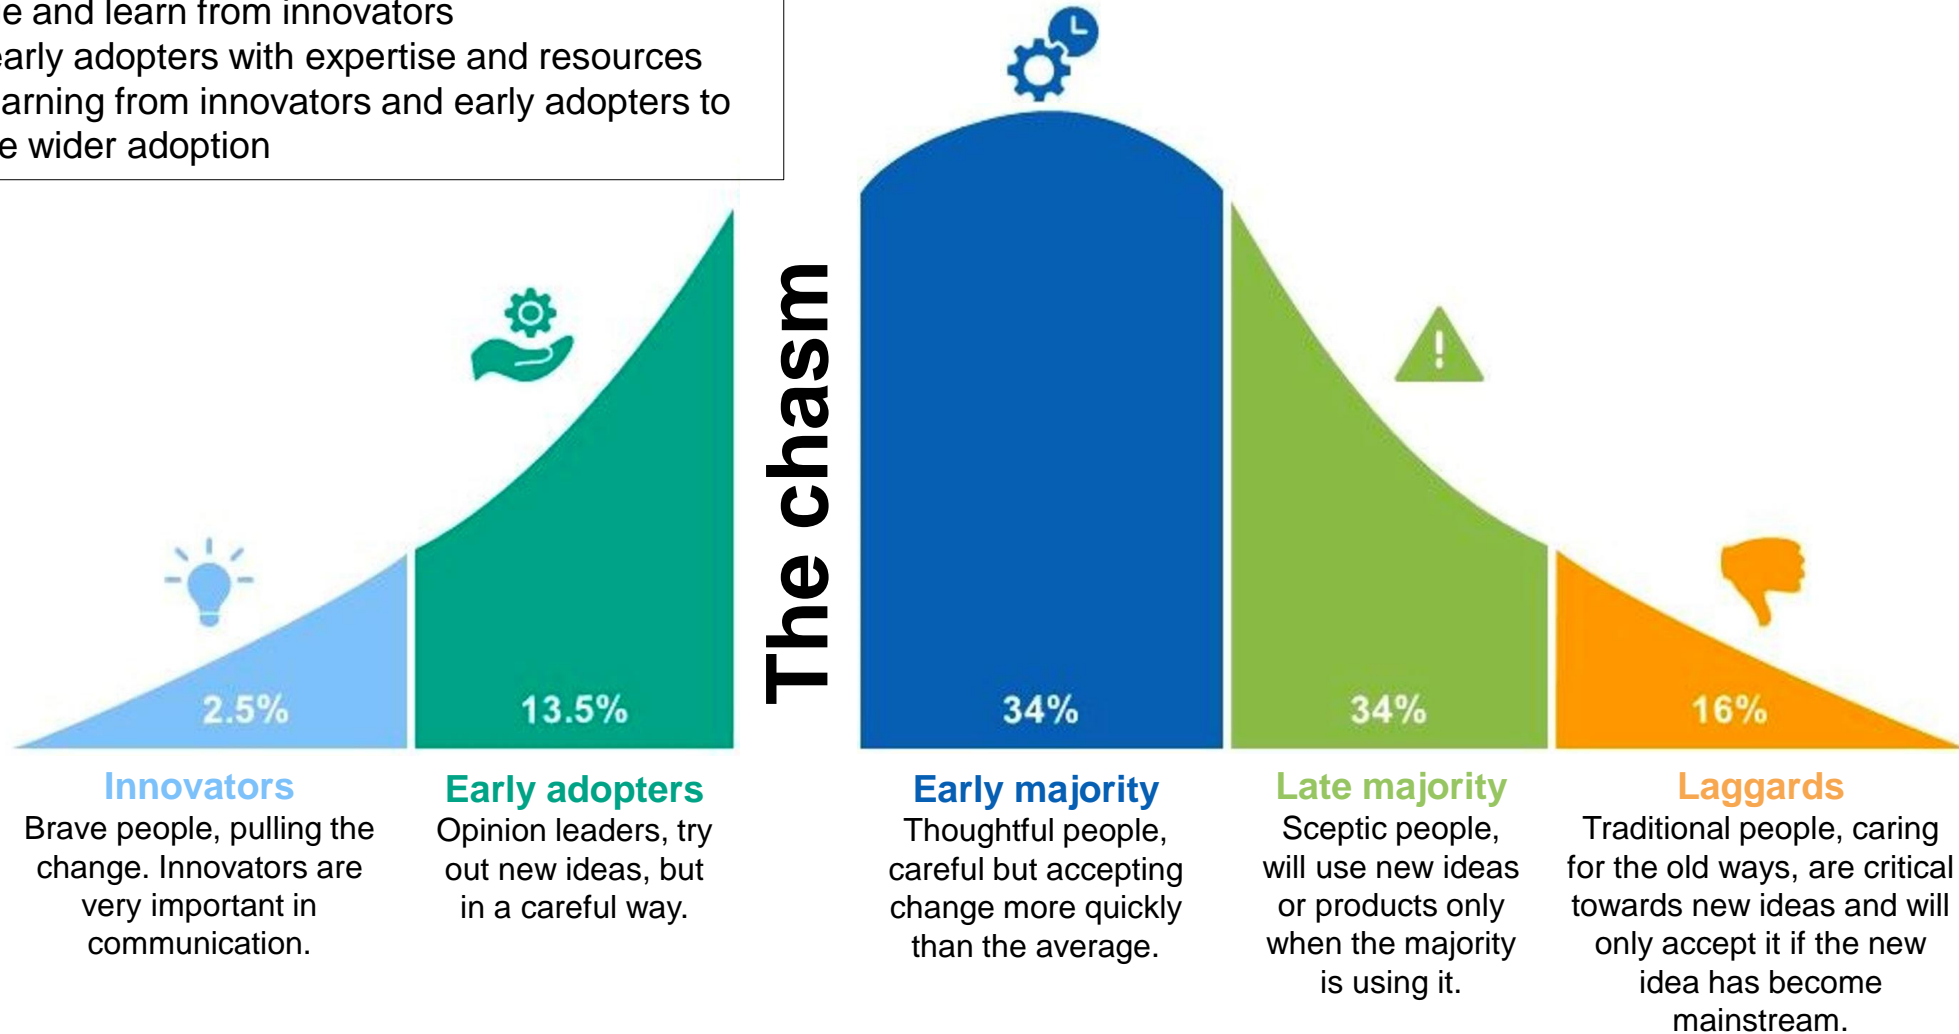 e and learn from innovators
early adopters with expertise and resources
arning from innovators and early adopters to
e wider adoption
The chasm
2.5%
13.5%
34%
34%
16%
Innovators
Brave people, pulling the
change. Innovators are
very important in
communication.
Early adopters
Opinion leaders, try
out new ideas, but
in a careful way.
Early majority
Thoughtful people,
careful but accepting
change more quickly
than the average.
Late majority
Sceptic people,
will use new ideas
or products only
when the majority
is using it.
Laggards
Traditional people, caring
for the old ways, are critical
towards new ideas and will
only accept it if the new
idea has become
mainstream.